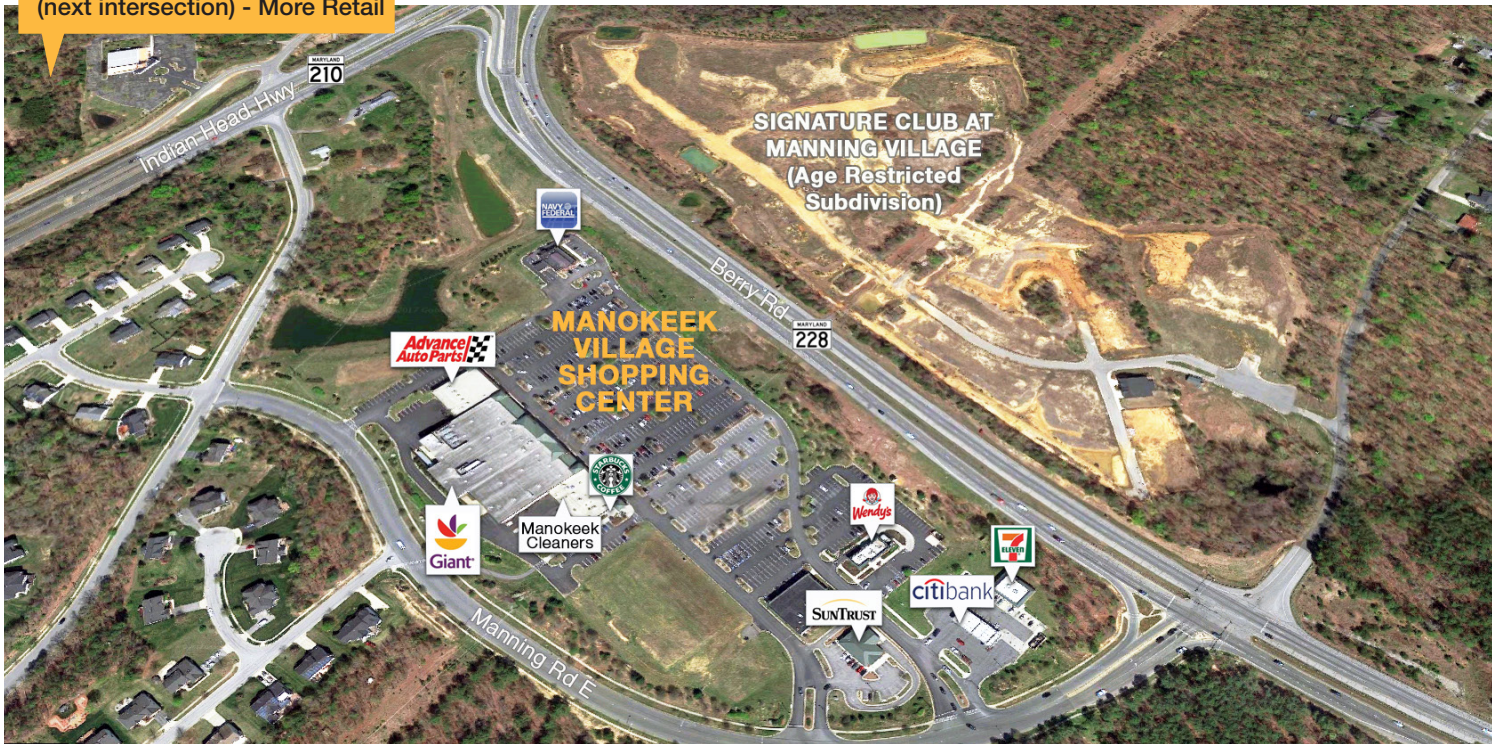 (next intersection) - More Retail
MARYLAND
210
Indian Head Hwy
SIGNATURE CLUB AT
MANNING VILLAGE
(Age Restricted
Subdivision)
NAVY
FEDERAL
Berry Rd
MARYLAND
228
MANOKEEK
VILLAGE
SHOPPING
CENTER
Advance
Auto Parts
STARBUCKS
COFFEE
Manokeek
Cleaners
Giant
Wendy's
7
ELEVEN
citibank
SUNTRUST
Manning Rd E